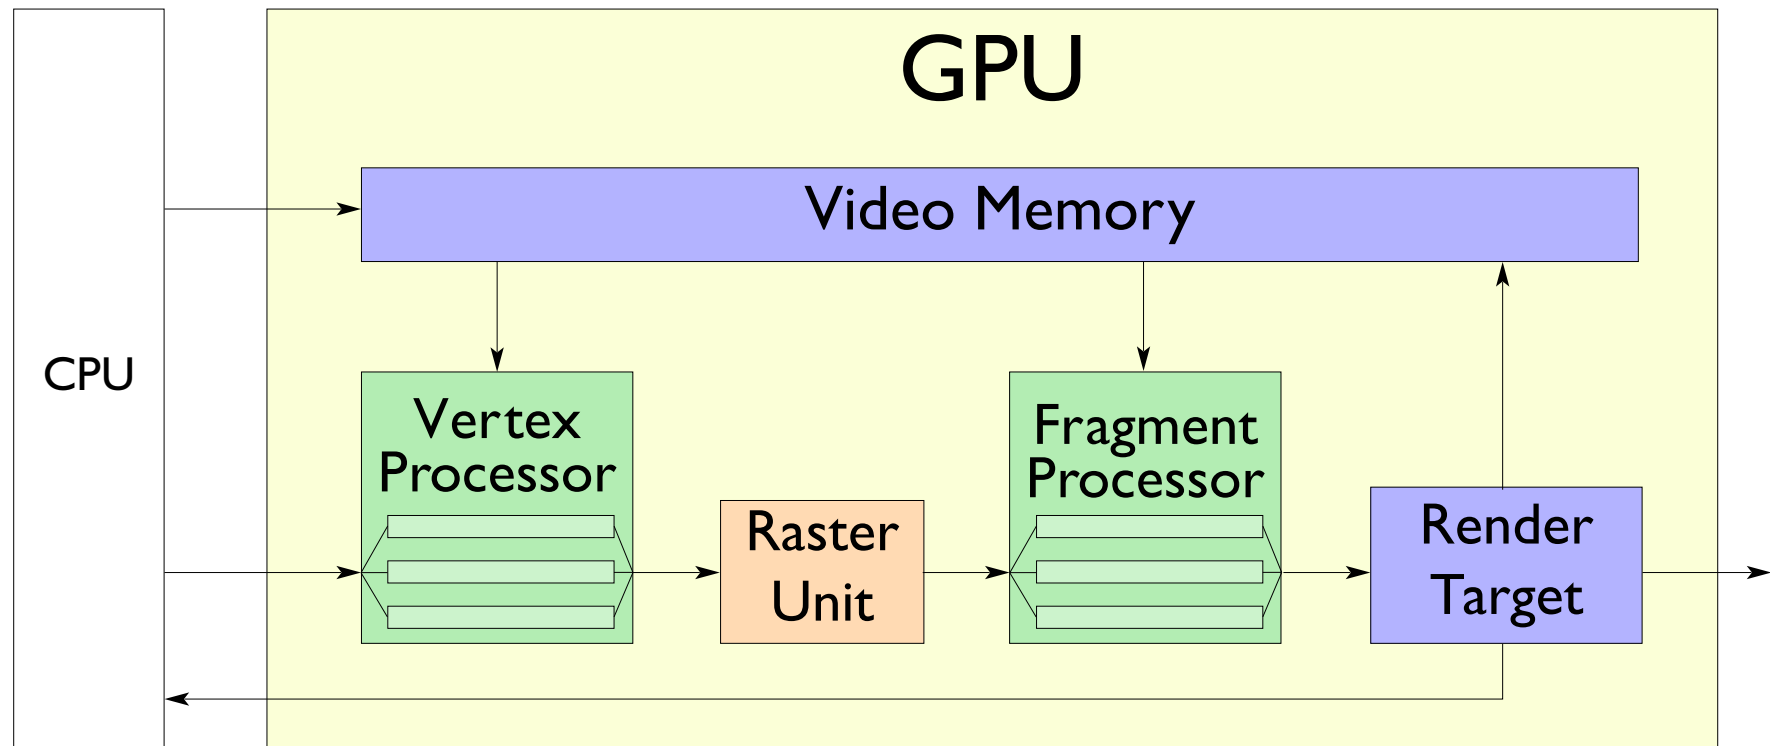 GPU
Video Memory
CPU
Vertex
Processor
Raster
Unit
Fragment
Processor
Render
Target